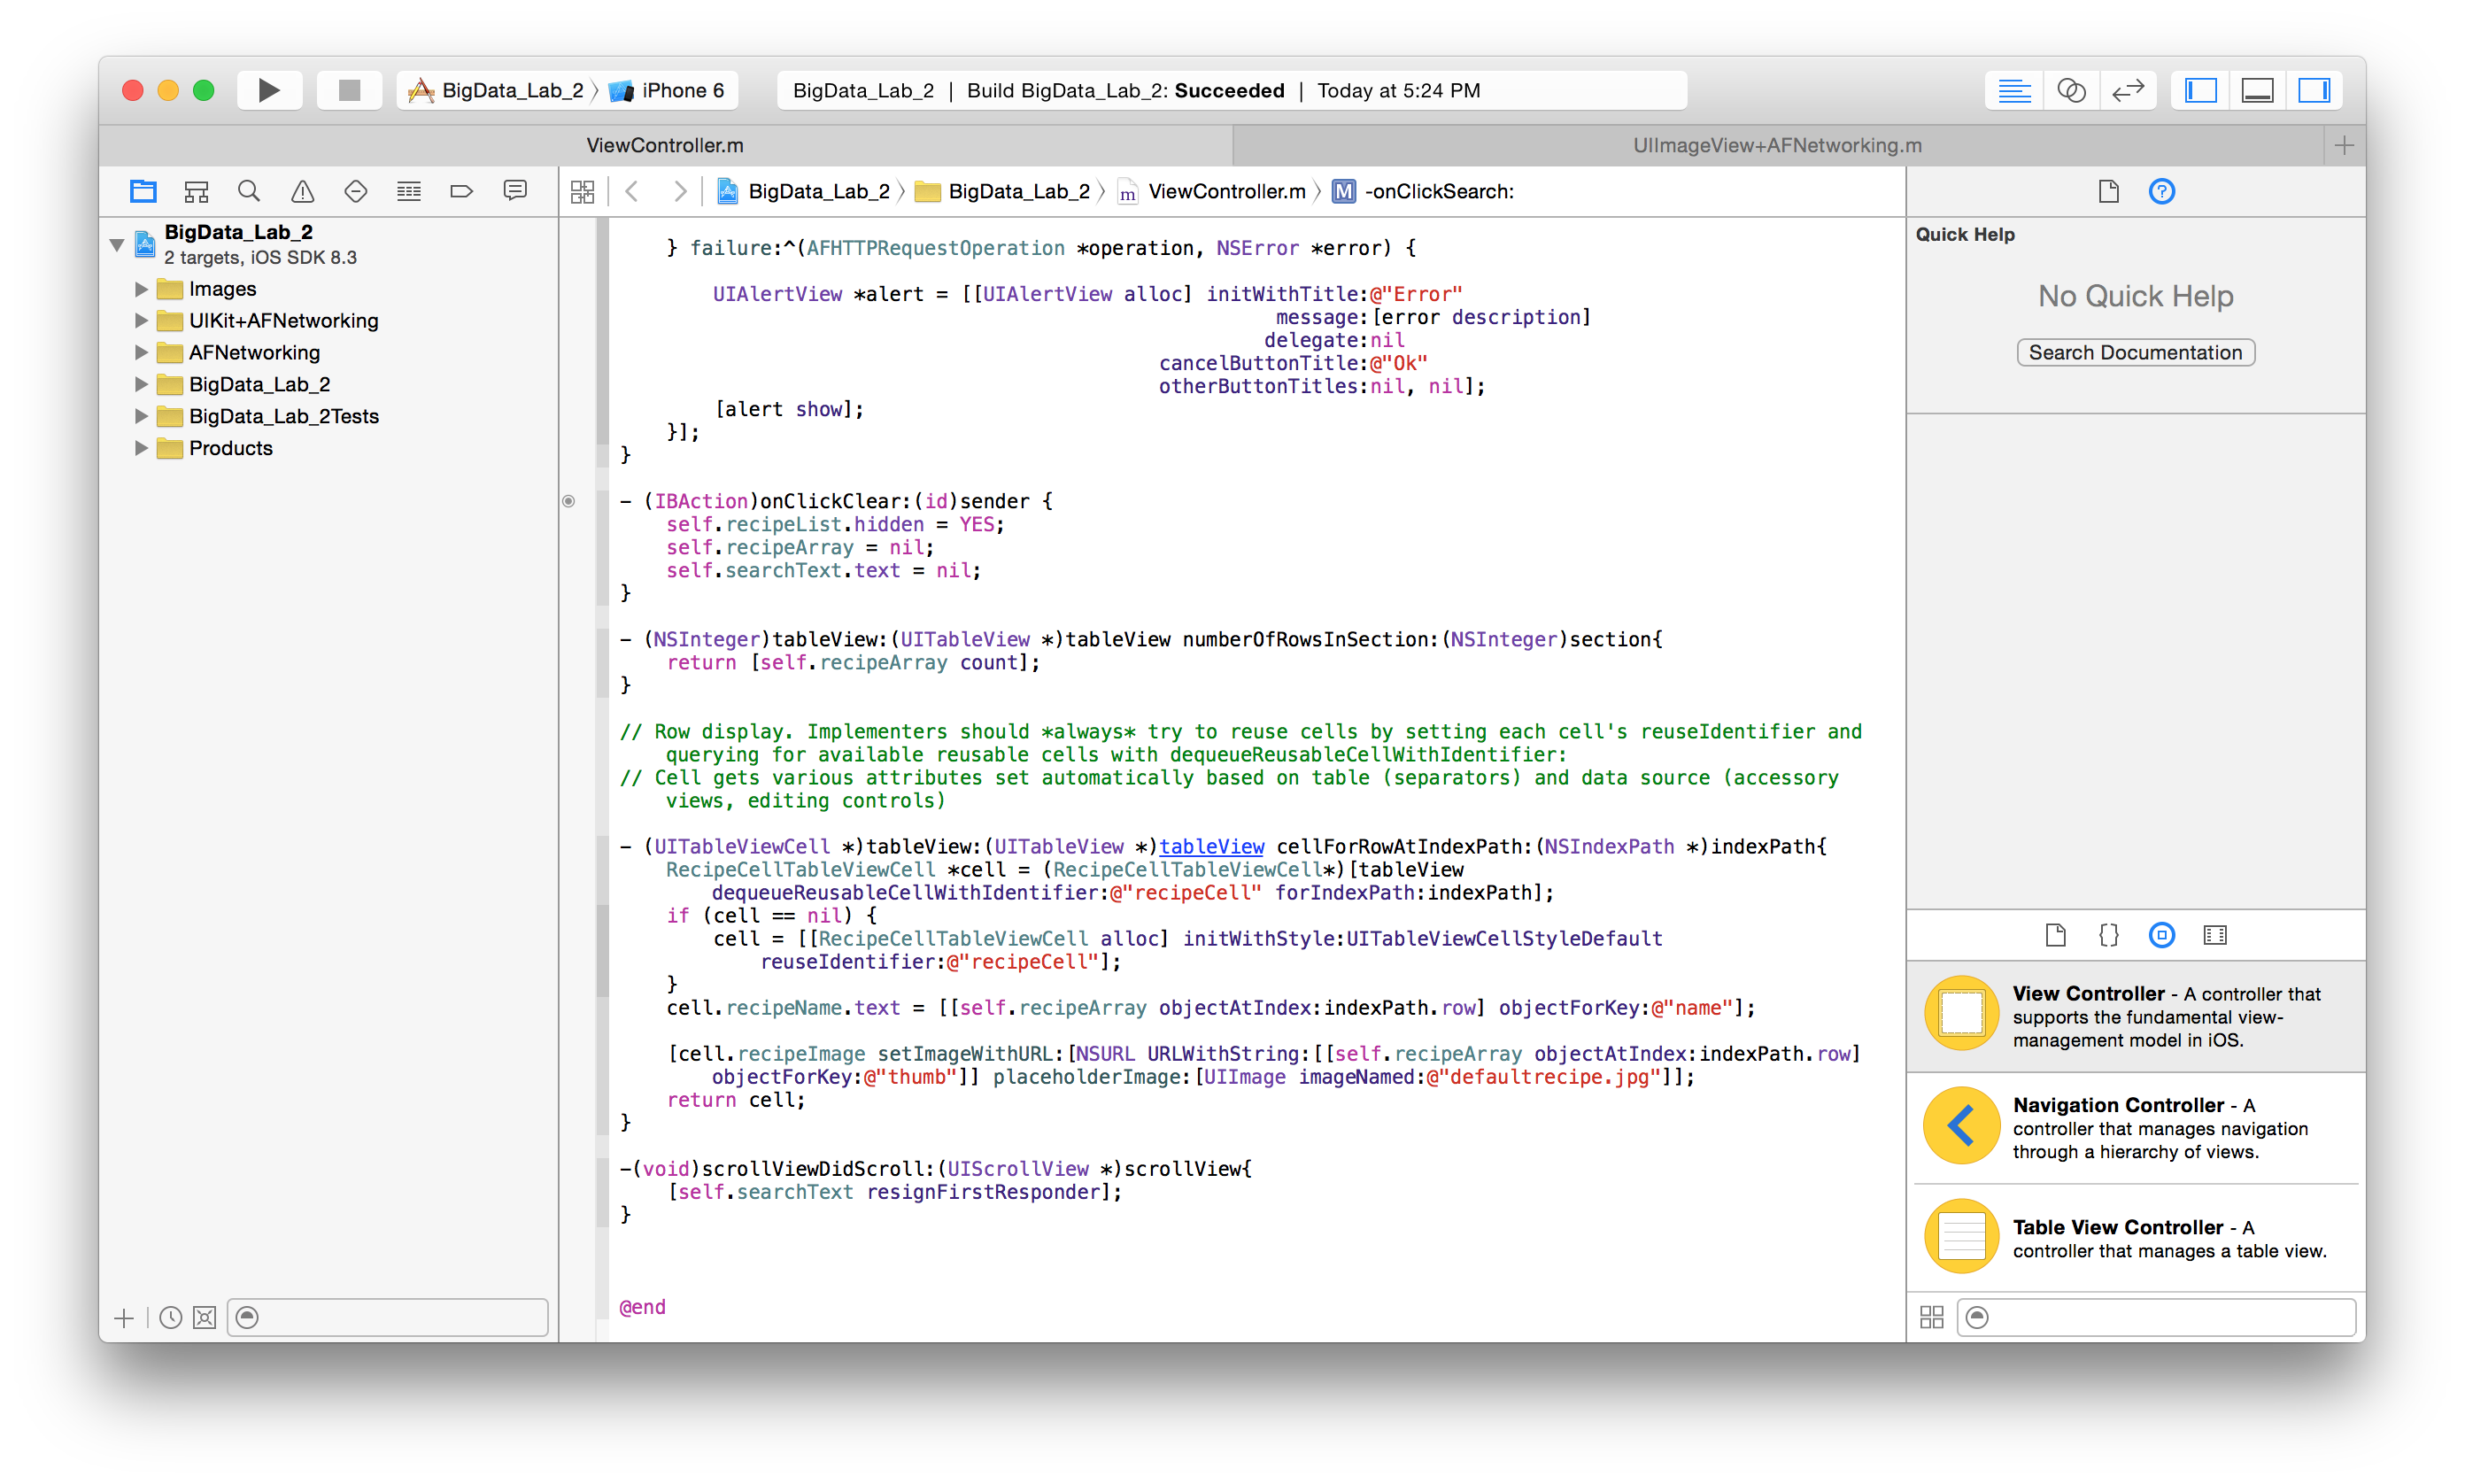 BigData_Lab_2 〉 iPhone 6
BigData_Lab_2 | Build BigData_Lab_2: Succeeded | Today at 5:24 PM
ViewController.m
UIImageView+AFNetworking.m
BigData_Lab_2 〉 BigData_Lab_2 〉 m ViewController.m 〉 M -onClickSearch:
BigData_Lab_2
2 targets, iOS SDK 8.3
Images
UIKit+AFNetworking
AFNetworking
BigData_Lab_2
BigData_Lab_2Tests
Products
} failure:^(AFHTTPRequestOperation *operation, NSError *error) {
UIAlertView *alert = [[UIAlertView alloc] initWithTitle:@"Error"
message:[error description]
delegate:nil
cancelButtonTitle:@"Ok"
otherButtonTitles:nil, nil];
[alert show];
}];
}
- (IBAction)onClickClear:(id)sender {
self.recipeList.hidden = YES;
self.recipeArray = nil;
self.searchText.text = nil;
}
- (NSInteger)tableView:(UITableView *)tableView numberOfRowsInSection:(NSInteger)section{
return [self.recipeArray count];
}
// Row display. Implementers should *always* try to reuse cells by setting each cell's reuseIdentifier and
querying for available reusable cells with dequeueReusableCellWithIdentifier:
// Cell gets various attributes set automatically based on table (separators) and data source (accessory
views, editing controls)
- (UITableViewCell *)tableView:(UITableView *)tableView cellForRowAtIndexPath:(NSIndexPath *)indexPath{
RecipeCellTableViewCell *cell = (RecipeCellTableViewCell*)[tableView
dequeueReusableCellWithIdentifier:@"recipeCell" forIndexPath:indexPath];
if (cell == nil) {
cell = [[RecipeCellTableViewCell alloc] initWithStyle:UITableViewCellStyleDefault
reuseIdentifier:@"recipeCell"];
}
cell.recipeName.text = [[self.recipeArray objectAtIndex:indexPath.row] objectForKey:@"name"];
[cell.recipeImage setImageWithURL:[NSURL URLWithString:[[self.recipeArray objectAtIndex:indexPath.row]
objectForKey:@"thumb"]] placeholderImage:[UIImage imageNamed:@"defaultrecipe.jpg"]];
return cell;
}
-(void)scrollViewDidScroll:(UIScrollView *)scrollView{
[self.searchText resignFirstResponder];
}
@end
Quick Help
No Quick Help
Search Documentation
View Controller - A controller that
supports the fundamental view-
management model in iOS.
Navigation Controller - A
controller that manages navigation
through a hierarchy of views.
Table View Controller - A
controller that manages a table view.